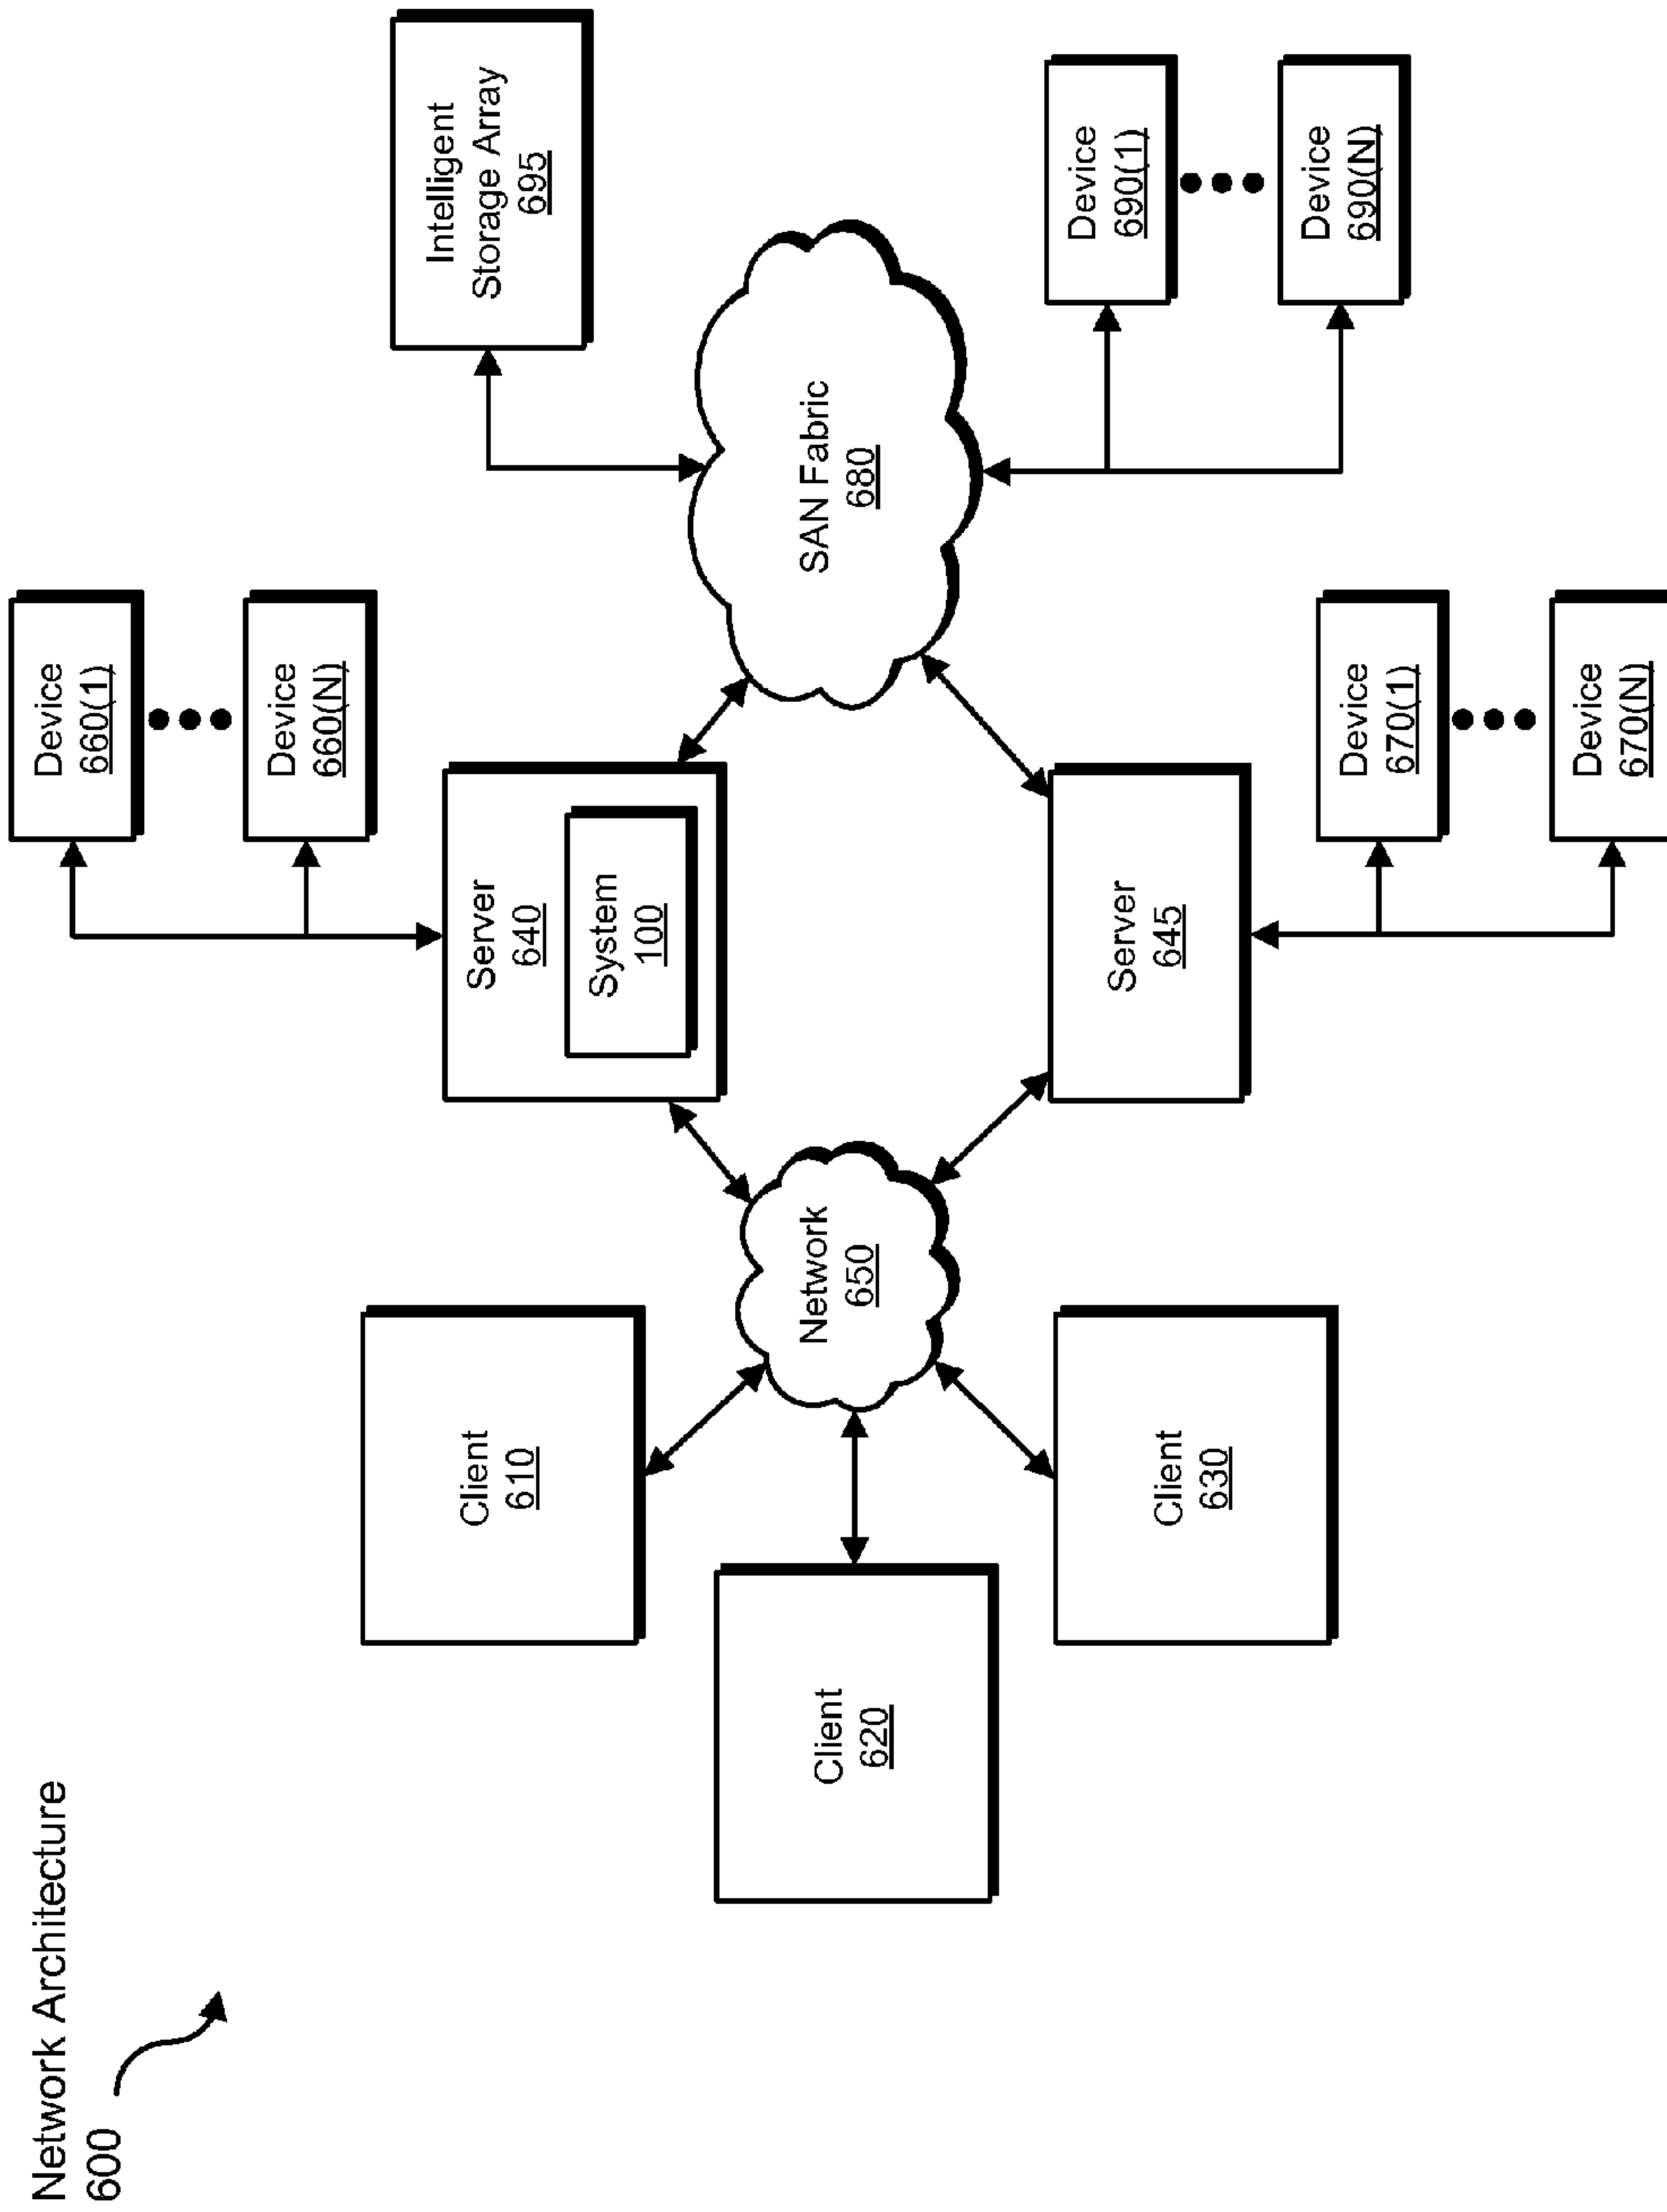 Network Architecture
600
Client
610
Client
620
Client
630
Network
650
Server
640
System
100
Server
645
Device
660(1)
Device
660(N)
Device
670(1)
Device
670(N)
SAN Fabric
680
Intelligent
Storage Array
695
Device
690(1)
Device
690(N)